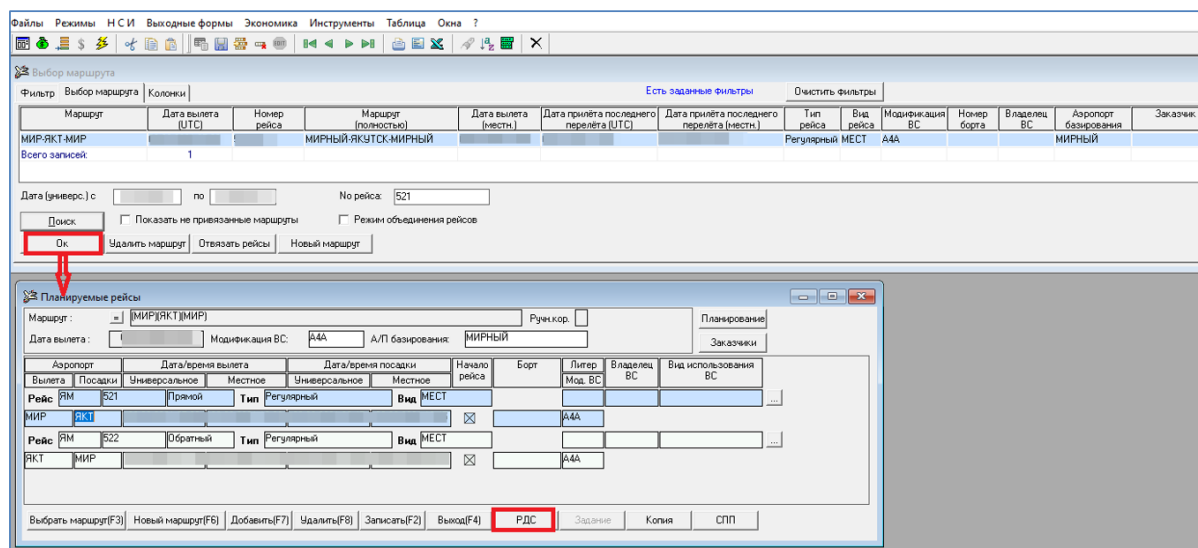 Файлы Режимы Н С И Выходные формы Экономика Инструменты Таблица Окна ?
Выбор маршрута
Фильтр Выбор маршрута Колонки Есть заданные фильтры Очистить фильтры
Маршрут Дата вылета (UTC) Номер рейса Маршрут (полностью) Дата вылета (местн.) Дата прилёта последнего перелёта (UTC) Дата прилёта последнего перелёта (местн.) Тип рейса Вид рейса Модификация ВС Номер борта Владелец ВС Аэропорт базирования Заказчик
МИР-ЯКТ-МИР МИРНЫЙ-ЯКУТСК-МИРНЫЙ Регулярный МЕСТ А4А МИРНЫЙ
Всего записей: 1
Дата (универс.) с по No рейса: 521
Поиск Показать не привязанные маршруты Режим объединения рейсов
Ок Удалить маршрут Отвязать рейсы Новый маршрут
Планируемые рейсы
Маршрут : = (МИР)(ЯКТ)(МИР) Ручн.кор. Планирование
Дата вылета : Модификация ВС: А4А А/П базирования: МИРНЫЙ Заказчики
Аэропорт Дата/время вылета Дата/время посадки Начало рейса Борт Литер Владелец ВС Вид использования ВС
Вылета Посадки Универсальное Местное Универсальное Местное Мод. ВС
Рейс ЯМ 521 Прямой Тип Регулярный Вид МЕСТ ...
МИР ЯКТ А4А
Рейс ЯМ 522 Обратный Тип Регулярный Вид МЕСТ ...
ЯКТ МИР А4А
Выбрать маршрут(F3) Новый маршрут(F6) Добавить(F7) Удалить(F8) Записать(F2) Выход(F4) РДС Задание Копия СПП